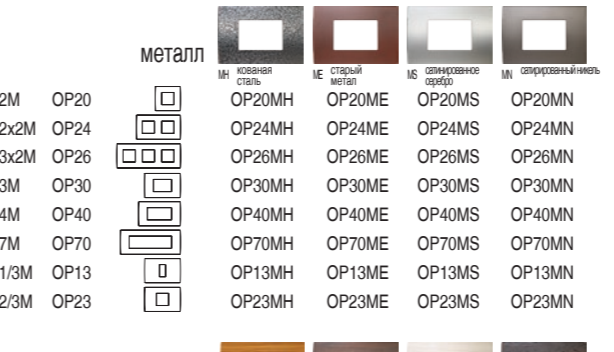 металл
MH кованая сталь ME старый метал MS сатинированное серебро MN сатирированный никель
2M OP20 OP20MH OP20ME OP20MS OP20MN
2x2M OP24 OP24MH OP24ME OP24MS OP24MN
3x2M OP26 OP26MH OP26ME OP26MS OP26MN
3M OP30 OP30MH OP30ME OP30MS OP30MN
4M OP40 OP40MH OP40ME OP40MS OP40MN
7M OP70 OP70MH OP70ME OP70MS OP70MN
1/3M OP13 OP13MH OP13ME OP13MS OP13MN
2/3M OP23 OP23MH OP23ME OP23MS OP23MN